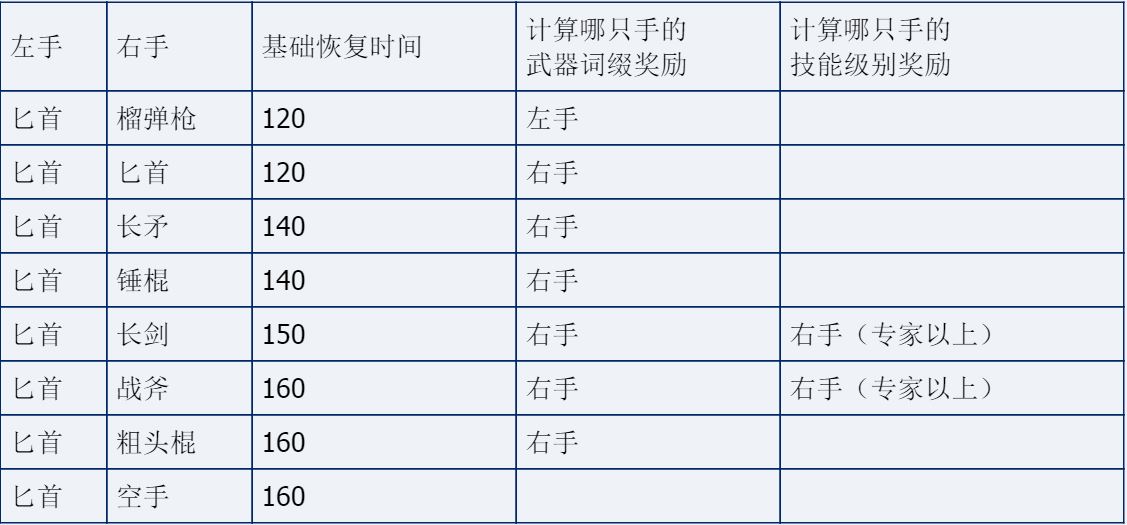 左手 右手 基础恢复时间 计算哪只手的 计算哪只手的
武器词缀奖励 技能级别奖励
匕首 榴弹枪 120 左手
匕首 匕首 120 右手
匕首 长矛 140 右手
匕首 锤棍 140 右手
匕首 长剑 150 右手 右手（专家以上）
匕首 战斧 160 右手 右手（专家以上）
匕首 粗头棍 160 右手
匕首 空手 160